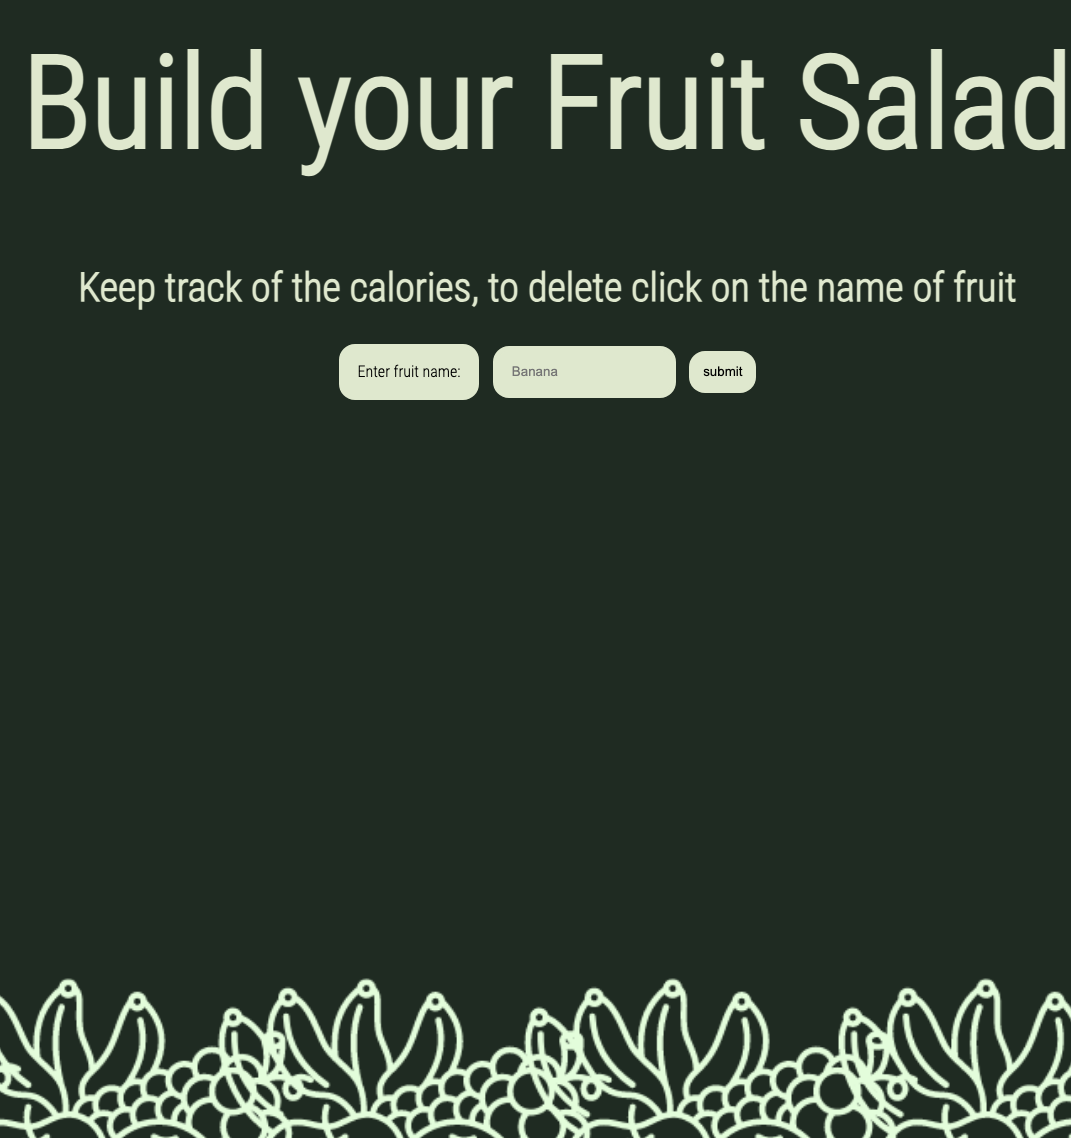 Build your Fruit Salad
Keep track of the calories, to delete click on the name of fruit
Enter fruit name: Banana submit